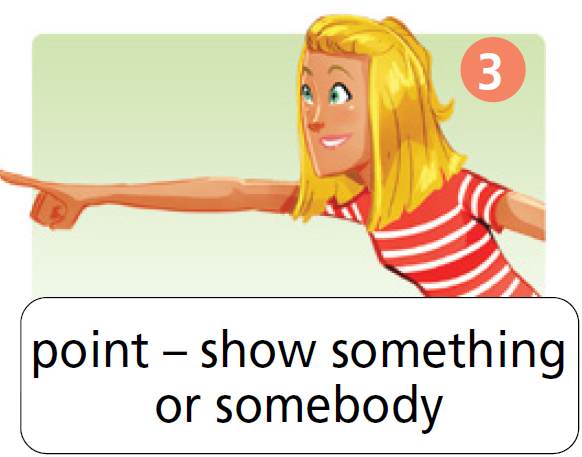 3
point – show something
or somebody